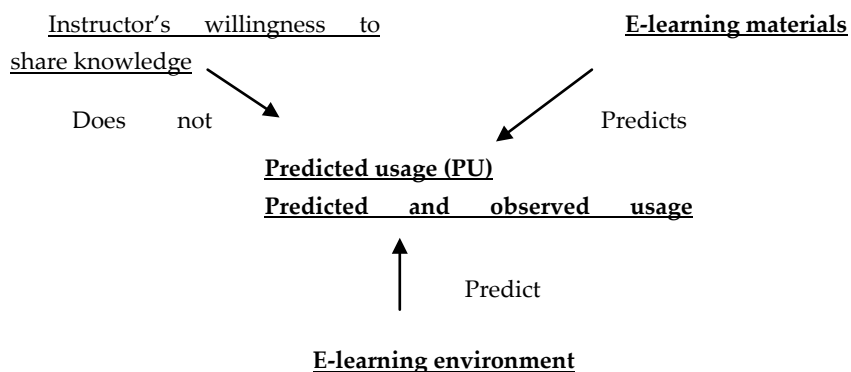 Instructor's willingness to
share knowledge
E-learning materials
Does not
Predicts
Predicted usage (PU)
Predicted and observed usage
Predict
E-learning environment